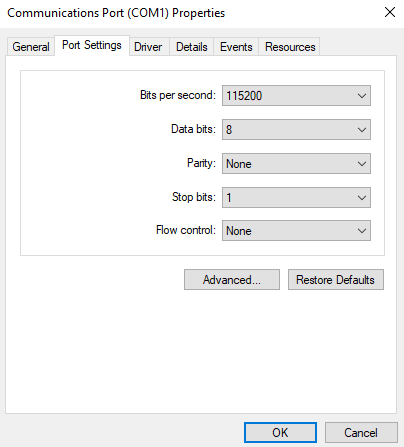 Communications Port (COM1) Properties
General Port Settings Driver Details Events Resources
Bits per second: 115200
Data bits: 8
Parity: None
Stop bits: 1
Flow control: None
Advanced... Restore Defaults
OK Cancel